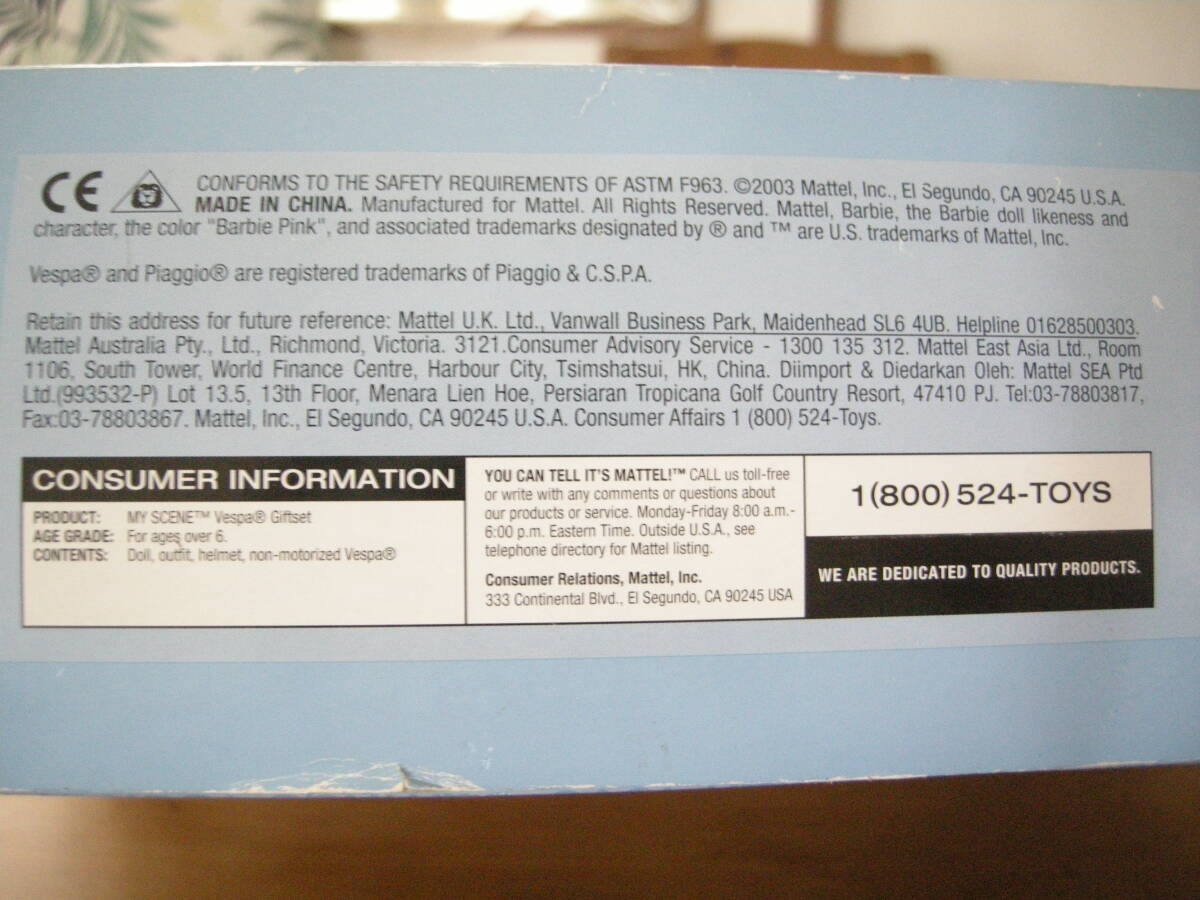 CE CONFORMS TO THE SAFETY REQUIREMENTS OF ASTM F963. ©2003 Mattel, Inc., El Segundo, CA 90245 U.S.A.
MADE IN CHINA. Manufactured for Mattel. All Rights Reserved. Mattel, Barbie, the Barbie doll likeness and
character, the color "Barbie Pink", and associated trademarks designated by ® and ™ are U.S. trademarks of Mattel, Inc.
Vespa® and Piaggio® are registered trademarks of Piaggio & C.S.P.A.
Retain this address for future reference: Mattel U.K. Ltd., Vanwall Business Park, Maidenhead SL6 4UB. Helpline 01628500303.
Mattel Australia Pty., Ltd., Richmond, Victoria. 3121.Consumer Advisory Service - 1300 135 312. Mattel East Asia Ltd., Room
1106, South Tower, World Finance Centre, Harbour City, Tsimshatsui, HK, China. Diimport & Diedarkan Oleh: Mattel SEA Ptd
Ltd.(993532-P) Lot 13.5, 13th Floor, Menara Lien Hoe, Persiaran Tropicana Golf Country Resort, 47410 PJ. Tel:03-78803817,
Fax:03-78803867. Mattel, Inc., El Segundo, CA 90245 U.S.A. Consumer Affairs 1 (800) 524-Toys.
CONSUMER INFORMATION
PRODUCT: MY SCENE™ Vespa® Giftset
AGE GRADE: For ages over 6.
CONTENTS: Doll, outfit, helmet, non-motorized Vespa®
YOU CAN TELL IT'S MATTEL!™ CALL us toll-free
or write with any comments or questions about
our products or service. Monday-Friday 8:00 a.m.-
6:00 p.m. Eastern Time. Outside U.S.A., see
telephone directory for Mattel listing.
Consumer Relations, Mattel, Inc.
333 Continental Blvd., El Segundo, CA 90245 USA
1(800) 524-TOYS
WE ARE DEDICATED TO QUALITY PRODUCTS.